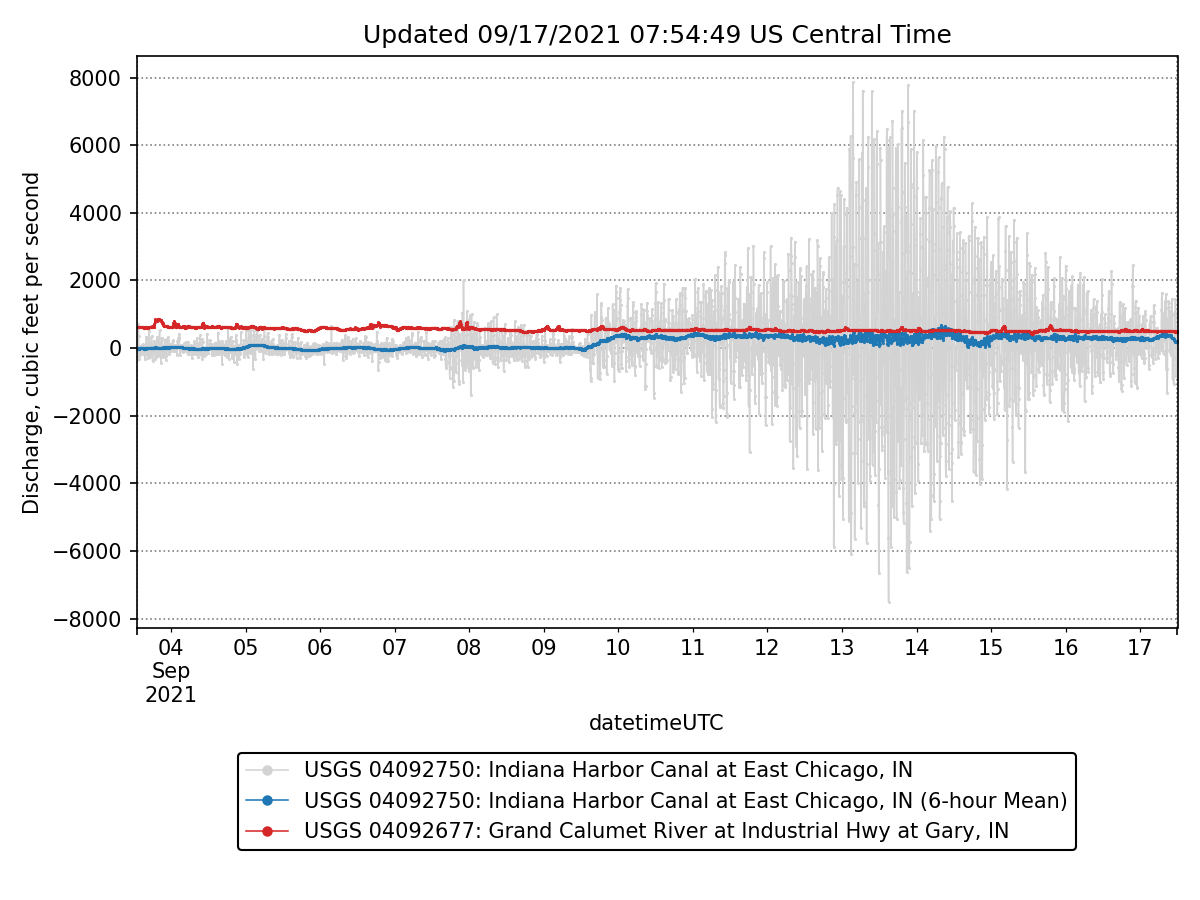 Updated 09/17/2021 07:54:49 US Central Time
8000
6000
4000
2000
0
−2000
−4000
−6000
−8000
Discharge, cubic feet per second
04 05 06 07 08 09 10 11 12 13 14 15 16 17
Sep
2021
datetimeUTC
USGS 04092750: Indiana Harbor Canal at East Chicago, IN
USGS 04092750: Indiana Harbor Canal at East Chicago, IN (6-hour Mean)
USGS 04092677: Grand Calumet River at Industrial Hwy at Gary, IN